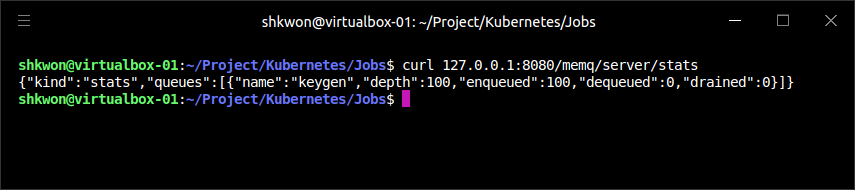 shkwon@virtualbox-01: ~/Project/Kubernetes/Jobs
shkwon@virtualbox-01:~/Project/Kubernetes/Jobs$ curl 127.0.0.1:8080/memq/server/stats
{"kind":"stats","queues":[{"name":"keygen","depth":100,"enqueued":100,"dequeued":0,"drained":0}]}
shkwon@virtualbox-01:~/Project/Kubernetes/Jobs$